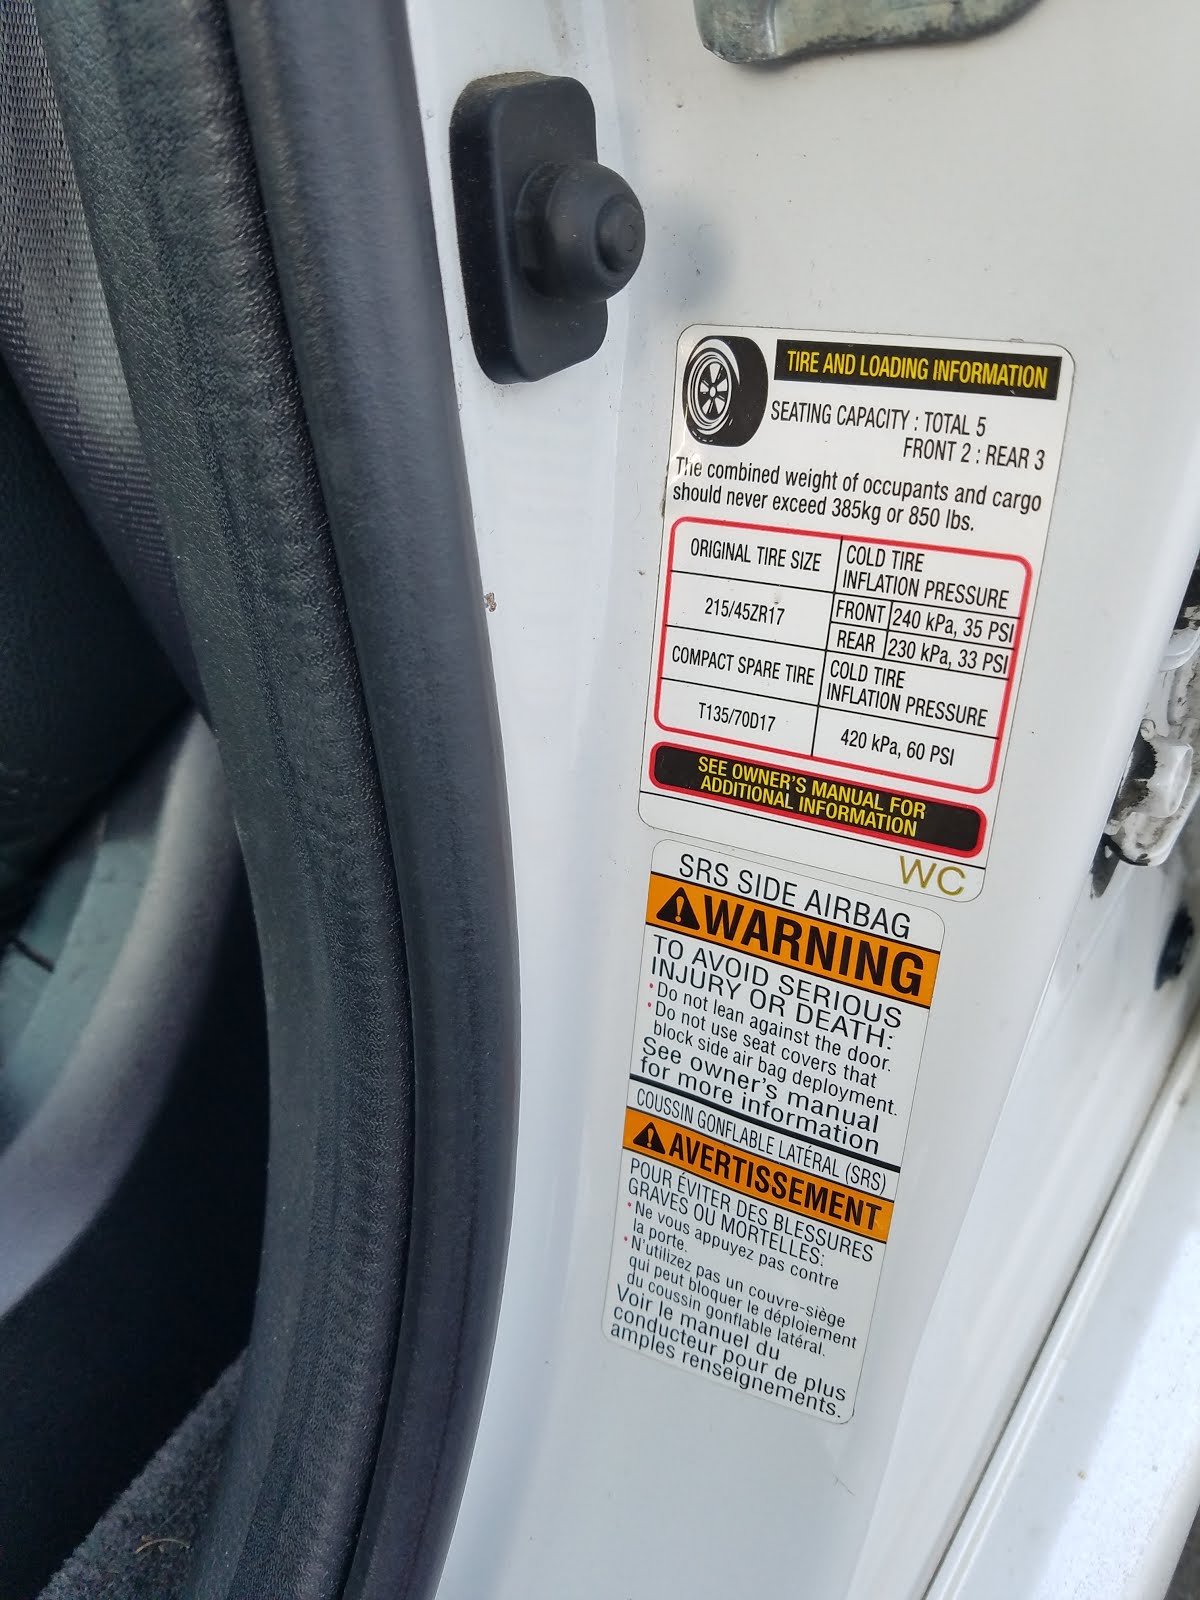 TIRE AND LOADING INFORMATION
SEATING CAPACITY : TOTAL 5
FRONT 2 : REAR 3
The combined weight of occupants and cargo
should never exceed 385kg or 850 lbs.
ORIGINAL TIRE SIZE
COLD TIRE
INFLATION PRESSURE
215/45ZR17
FRONT 240 kPa, 35 PSI
REAR 230 kPa, 33 PSI
COMPACT SPARE TIRE
COLD TIRE
INFLATION PRESSURE
T135/70D17
420 kPa, 60 PSI
SEE OWNER'S MANUAL FOR
ADDITIONAL INFORMATION
WC
SRS SIDE AIRBAG
WARNING
TO AVOID SERIOUS
INJURY OR DEATH:
•Do not lean against the door.
•Do not use seat covers that
block side air bag deployment.
See owner's manual
for more information
COUSSIN GONFLABLE LATÉRAL (SRS)
AVERTISSEMENT
POUR ÉVITER DES BLESSURES
GRAVES OU MORTELLES:
•Ne vous appuyez pas contre
la porte.
•N'utilizez pas un couvre-siège
qui peut bloquer le déploiement
du coussin gonflable latéral.
Voir le manuel du
conducteur pour de plus
amples renseignements.